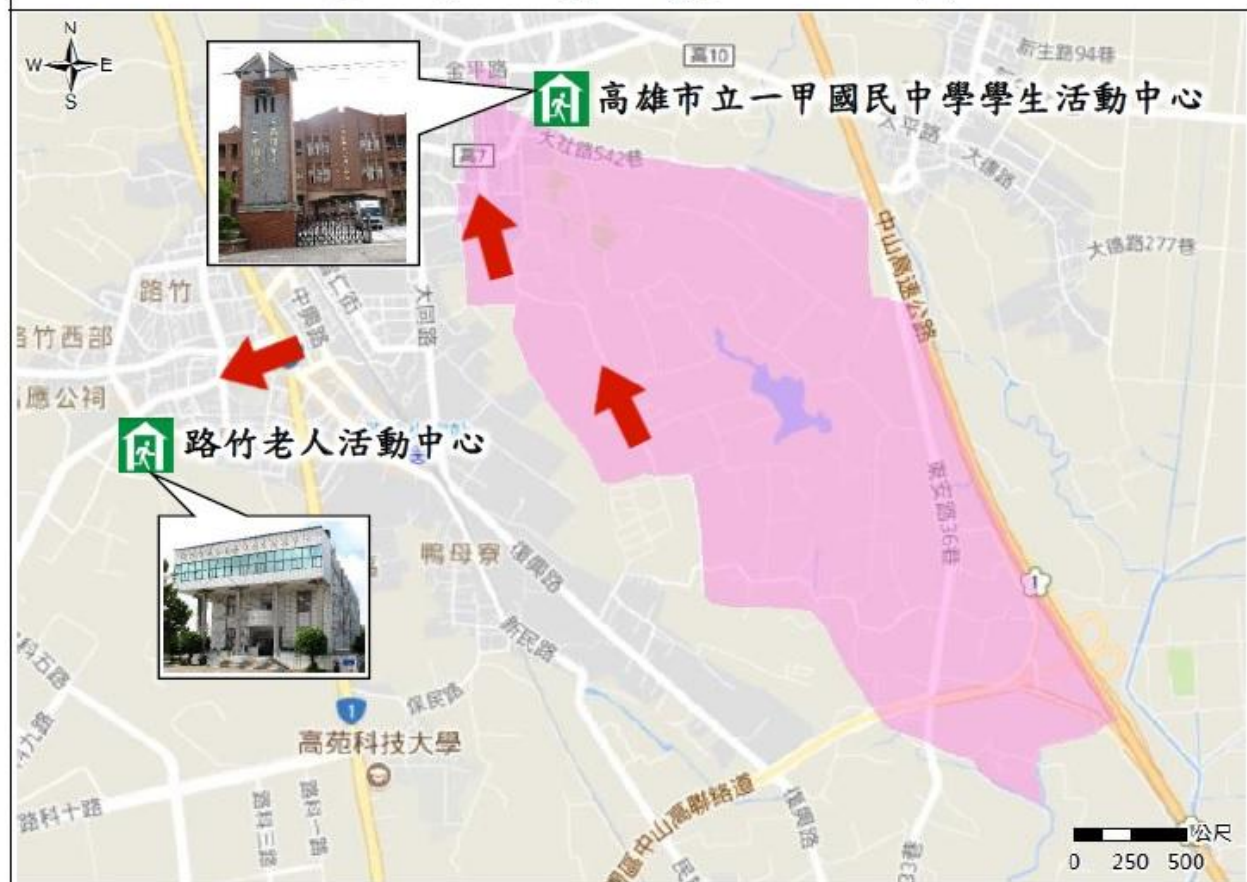 N
W E
S
金平路
高10
新生路94巷
高雄市立一甲國民中學學生活動中心
太平路
大社路542巷
高7
大德路
中山高速公路
大德路277巷
路竹
中興路
大同路
路竹西部
應公祠
路竹老人活動中心
東安路36巷
鴨母寮
復興路
新民路
1
保民路
1
高苑科技大學
路科五路
路科十路
路科三路
路科一路
復興路
中山高聯絡道
公尺
0 250 500